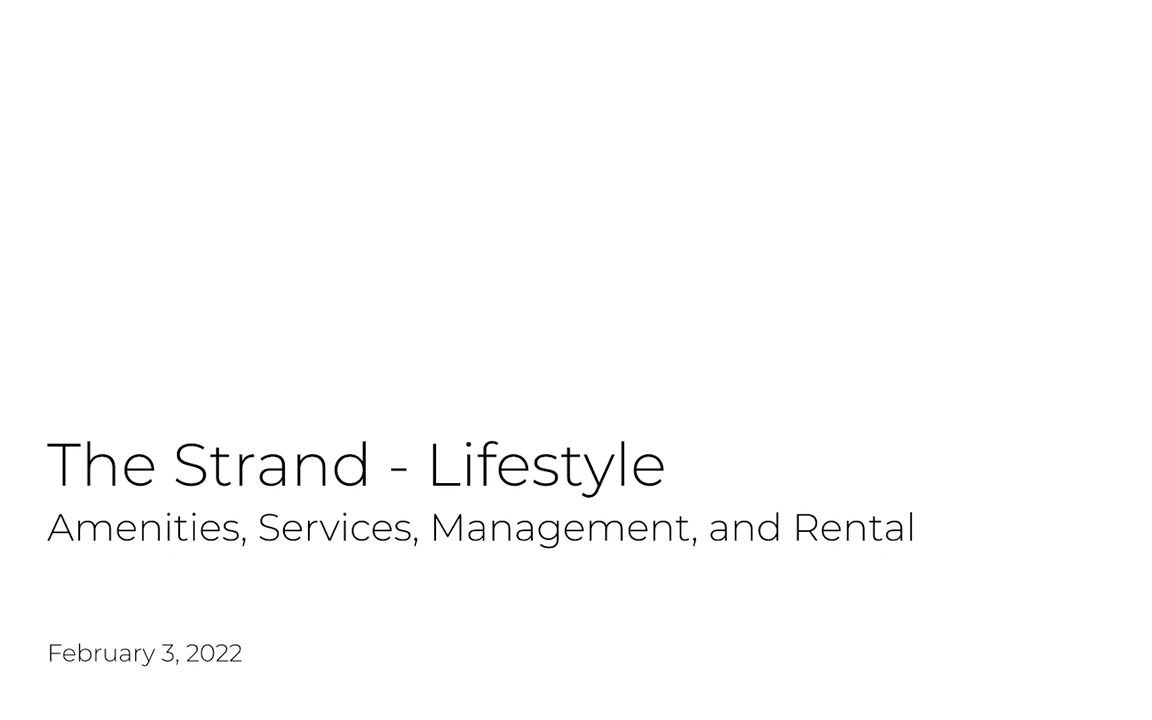 The Strand - Lifestyle
Amenities, Services, Management, and Rental
February 3, 2022